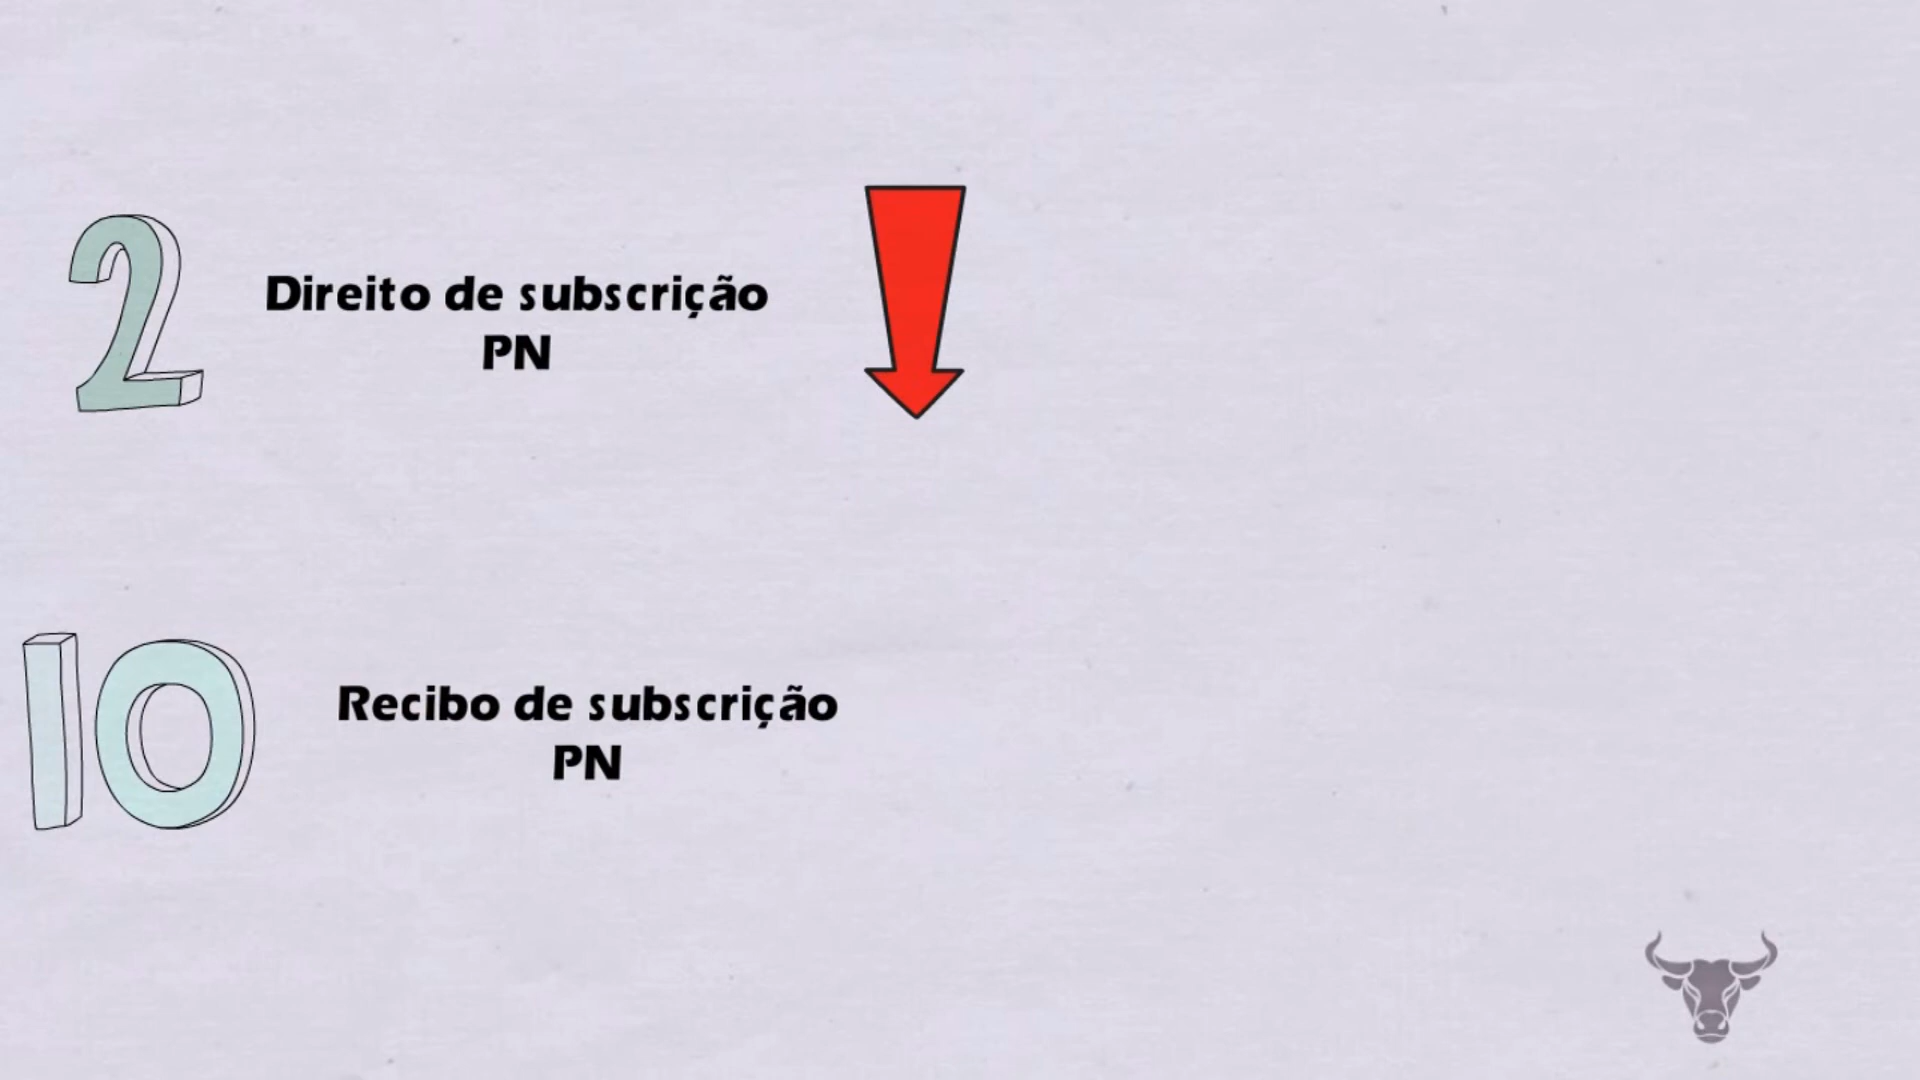 2
Direito de subscrição
PN
10
Recibo de subscrição
PN